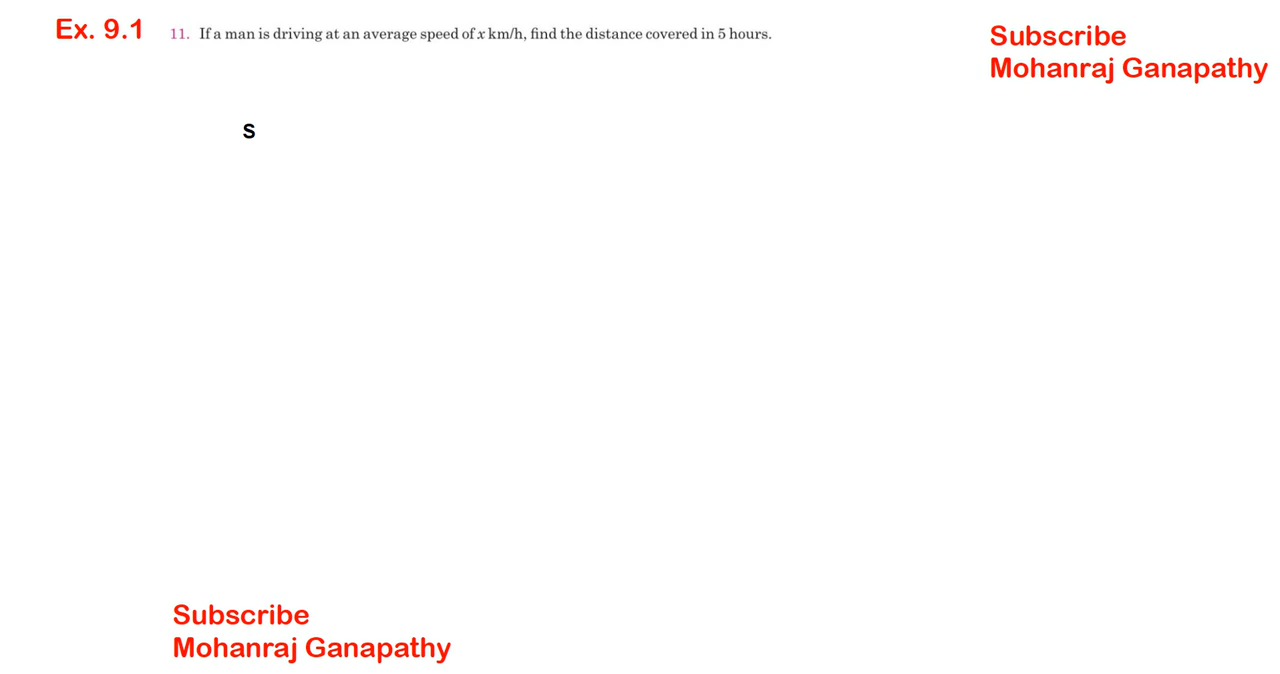 Ex. 9.1 11. If a man is driving at an average speed of x km/h, find the distance covered in 5 hours.
Subscribe
Mohanraj Ganapathy
s
Subscribe
Mohanraj Ganapathy